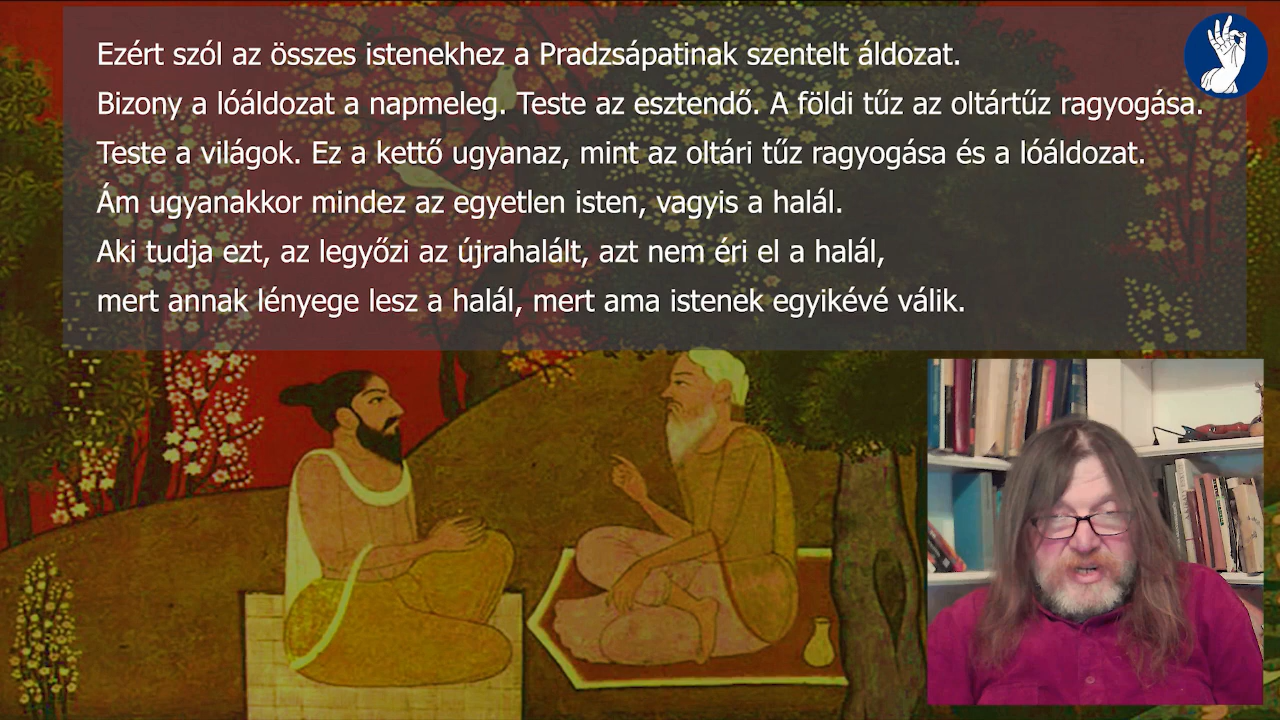 Ezért szól az összes istenekhez a Pradzsápatinak szentelt áldozat.
Bizony a lóáldozat a napmeleg. Teste az esztendő. A földi tűz az oltártűz ragyogása.
Teste a világok. Ez a kettő ugyanaz, mint az oltári tűz ragyogása és a lóáldozat.
Ám ugyanakkor mindez az egyetlen isten, vagyis a halál.
Aki tudja ezt, az legyőzi az újrahalált, azt nem éri el a halál,
mert annak lényege lesz a halál, mert ama istenek egyikévé válik.